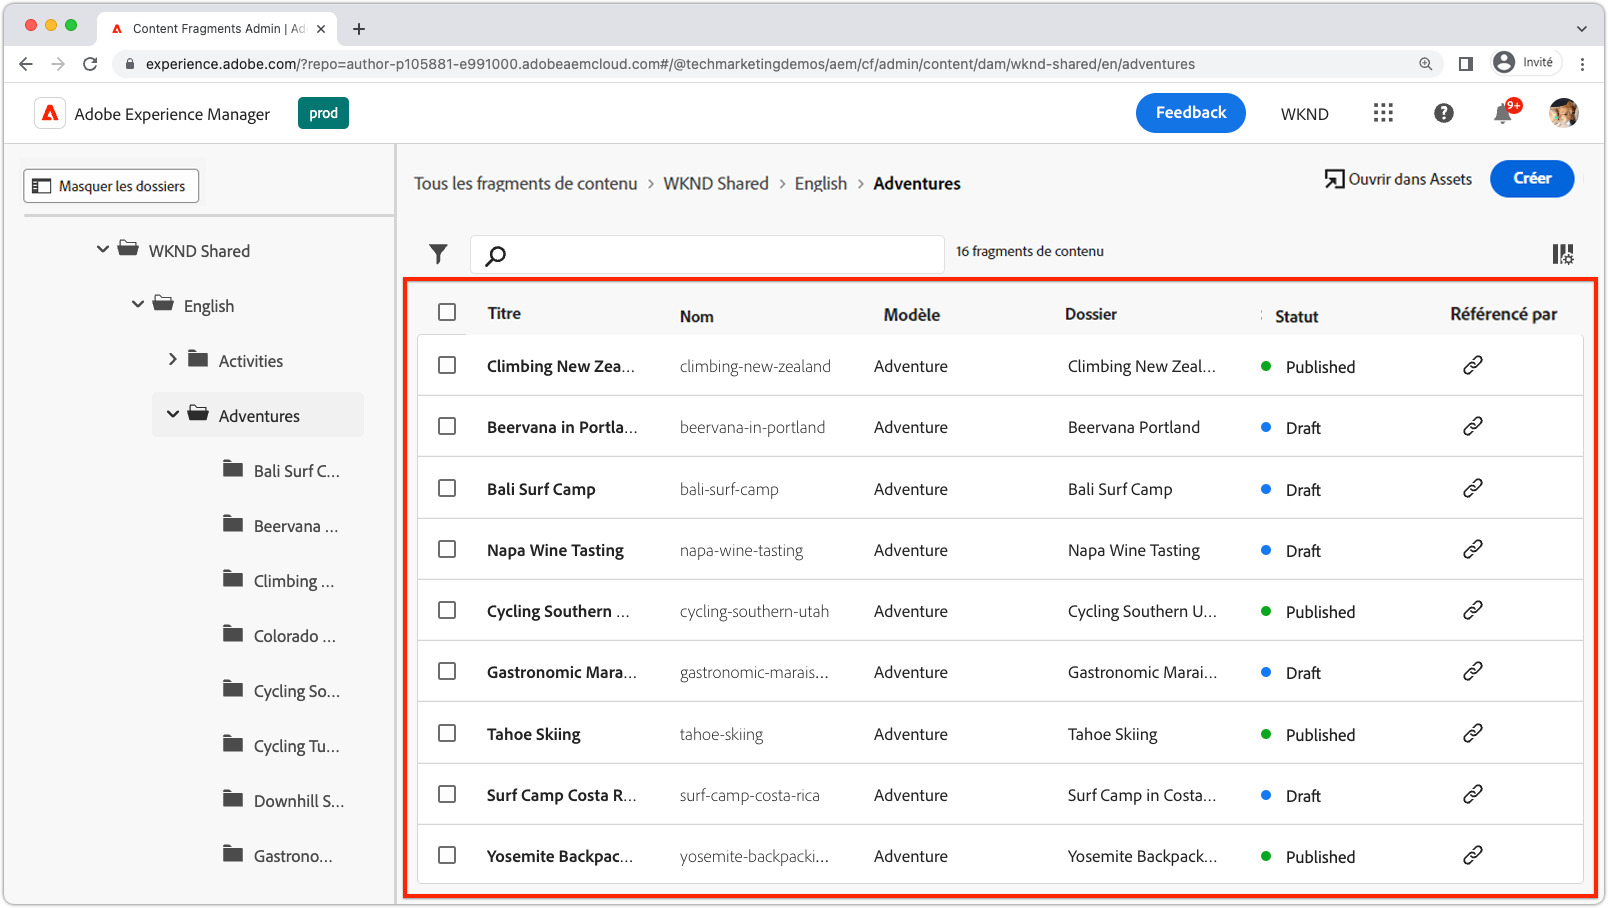 Content Fragments Admin | Ad
experience.adobe.com/?repo=author-p105881-e991000.adobeaemcloud.com#/@techmarketingdemos/aem/cf/admin/content/dam/wknd-shared/en/adventures
Invité
Adobe Experience Manager
prod
Feedback
WKND
9+
Masquer les dossiers
Tous les fragments de contenu > WKND Shared > English > Adventures
Ouvrir dans Assets
Créer
16 fragments de contenu
WKND Shared
English
Activities
Adventures
Bali Surf C...
Beervana ...
Climbing ...
Colorado ...
Cycling So...
Cycling Tu...
Downhill S...
Gastrono...
Titre Nom Modèle Dossier Statut Référencé par
Climbing New Zea... climbing-new-zealand Adventure Climbing New Zeal... Published
Beervana in Portla... beervana-in-portland Adventure Beervana Portland Draft
Bali Surf Camp bali-surf-camp Adventure Bali Surf Camp Draft
Napa Wine Tasting napa-wine-tasting Adventure Napa Wine Tasting Draft
Cycling Southern ... cycling-southern-utah Adventure Cycling Southern U... Published
Gastronomic Mara... gastronomic-marais... Adventure Gastronomic Marai... Draft
Tahoe Skiing tahoe-skiing Adventure Tahoe Skiing Published
Surf Camp Costa R... surf-camp-costa-rica Adventure Surf Camp in Costa... Draft
Yosemite Backpac... yosemite-backpacki... Adventure Yosemite Backpack... Published